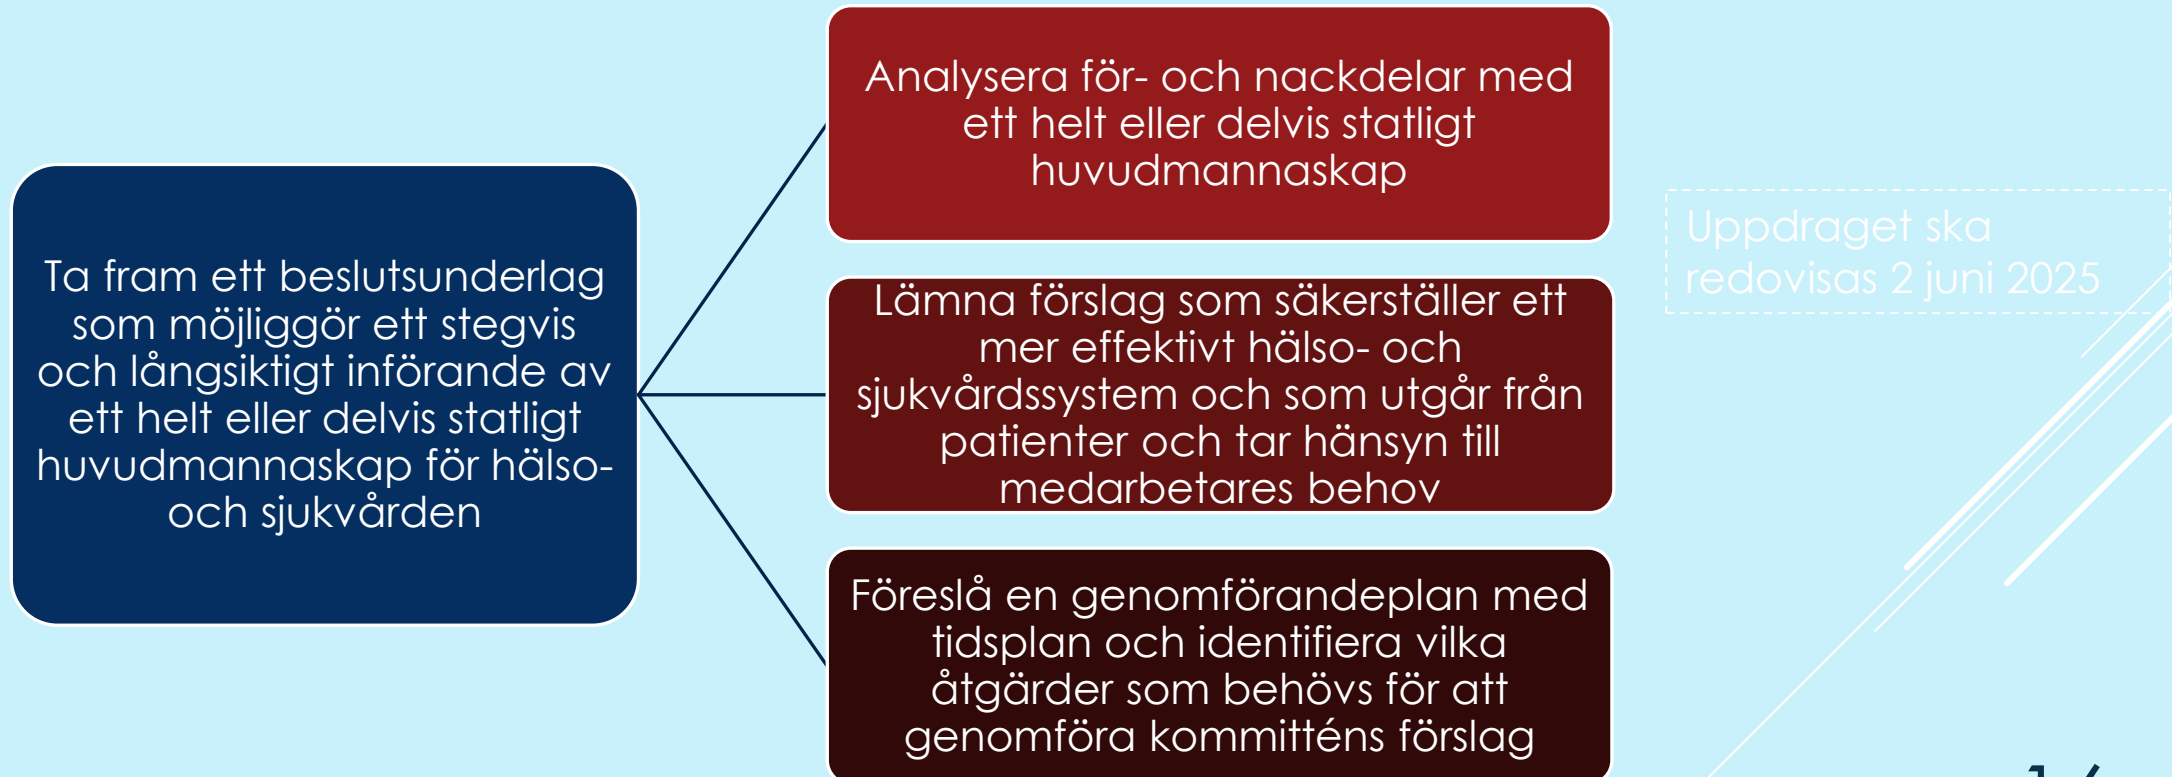 Ta fram ett beslutsunderlag
som möjliggör ett stegvis
och långsiktigt införande av
ett helt eller delvis statligt
huvudmannaskap för hälso-
och sjukvården
Analysera för- och nackdelar med
ett helt eller delvis statligt
huvudmannaskap
Lämna förslag som säkerställer ett
mer effektivt hälso- och
sjukvårdssystem och som utgår från
patienter och tar hänsyn till
medarbetares behov
Föreslå en genomförandeplan med
tidsplan och identifiera vilka
åtgärder som behövs för att
genomföra kommitténs förslag
Uppdraget ska
redovisas 2 juni 2025